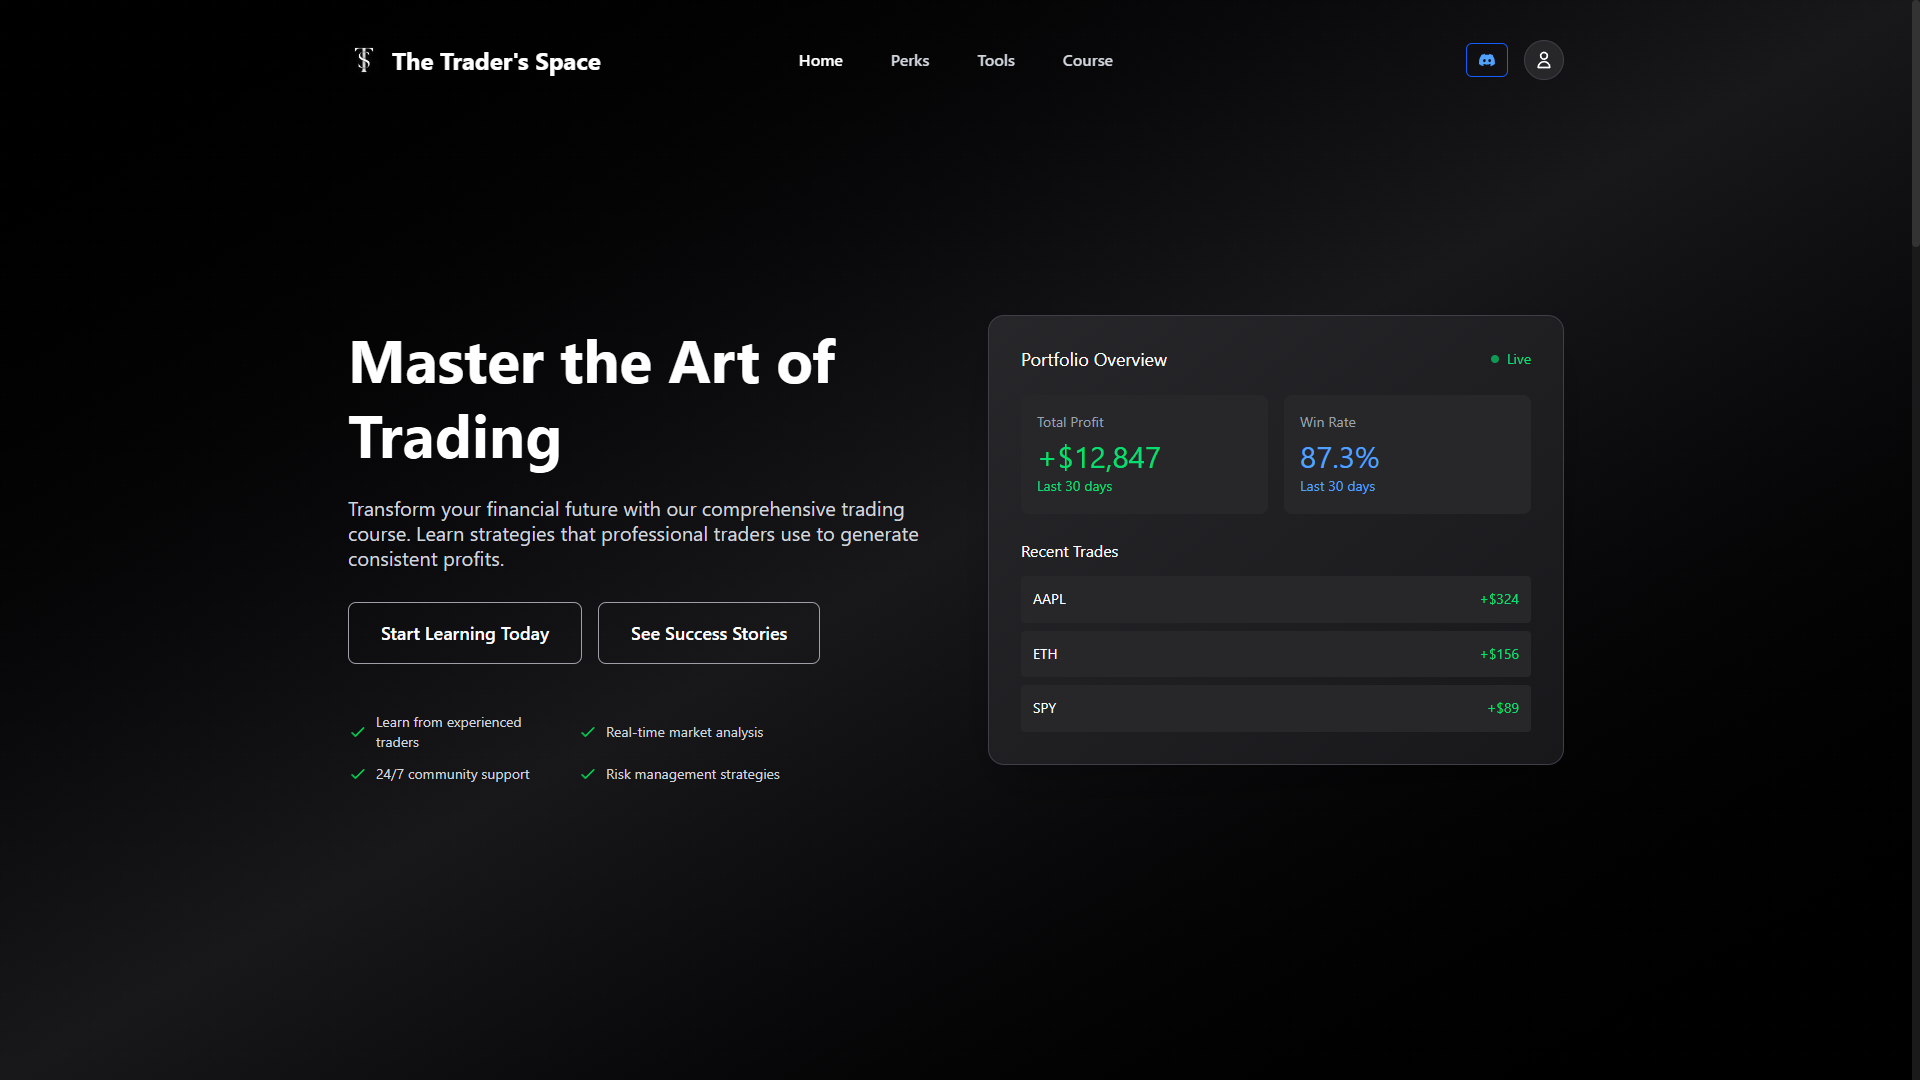 The Trader's Space
Home
Perks
Tools
Course
Master the Art of
Trading
Transform your financial future with our comprehensive trading
course. Learn strategies that professional traders use to generate
consistent profits.
Start Learning Today
See Success Stories
Learn from experienced
traders
Real-time market analysis
24/7 community support
Risk management strategies
Portfolio Overview
Live
Total Profit
+$12,847
Last 30 days
Win Rate
87.3%
Last 30 days
Recent Trades
AAPL
+$324
ETH
+$156
SPY
+$89